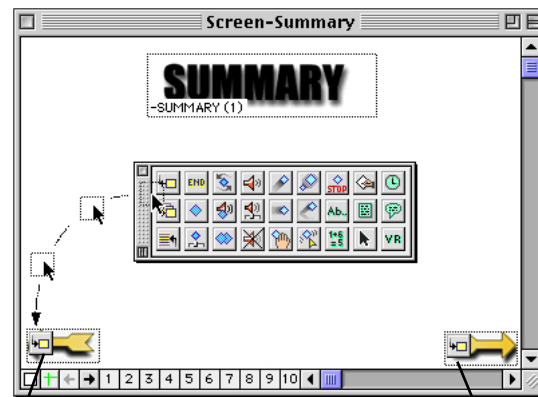 Screen-Summary
SUMMARY
-SUMMARY (1)
END
STOP
Ab..
1+6
=5
VR
1 2 3 4 5 6 7 8 9 10